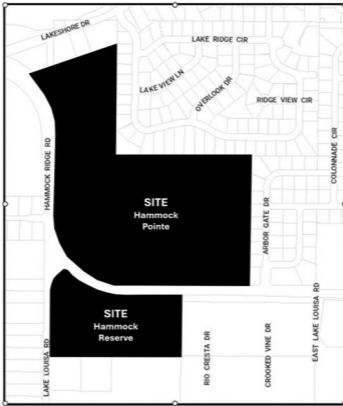 LAKESHORE DR
LAKE RIDGE CIR
LAKE VIEW LN
OVERLOOK DR
RIDGE VIEW CIR
COLONNADE CIR
HAMMOCK RIDGE RD
SITE
Hammock
Pointe
ARBOR GATE DR
SITE
Hammock
Reserve
LAKE LOUISA RD
RIO CRESTA DR
CROOKED VINE DR
EAST LAKE LOUISA RD